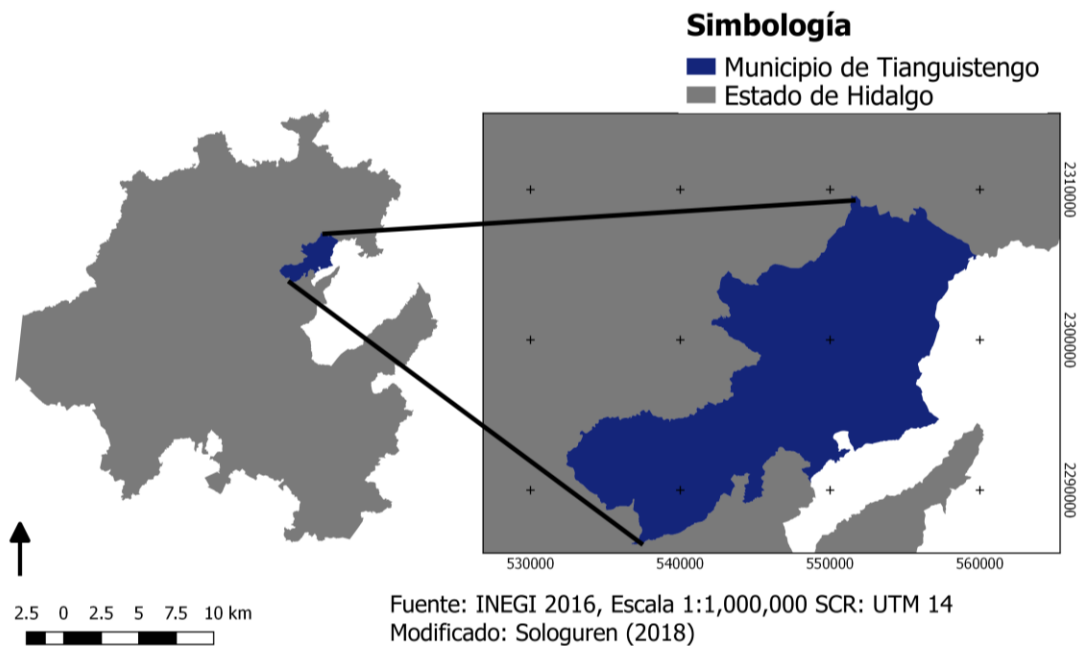 Simbología
Municipio de Tianguistengo
Estado de Hidalgo
2310000
2300000
2290000
530000
540000
550000
560000
2.5 0 2.5 5 7.5 10 km
Fuente: INEGI 2016, Escala 1:1,000,000 SCR: UTM 14
Modificado: Sologuren (2018)